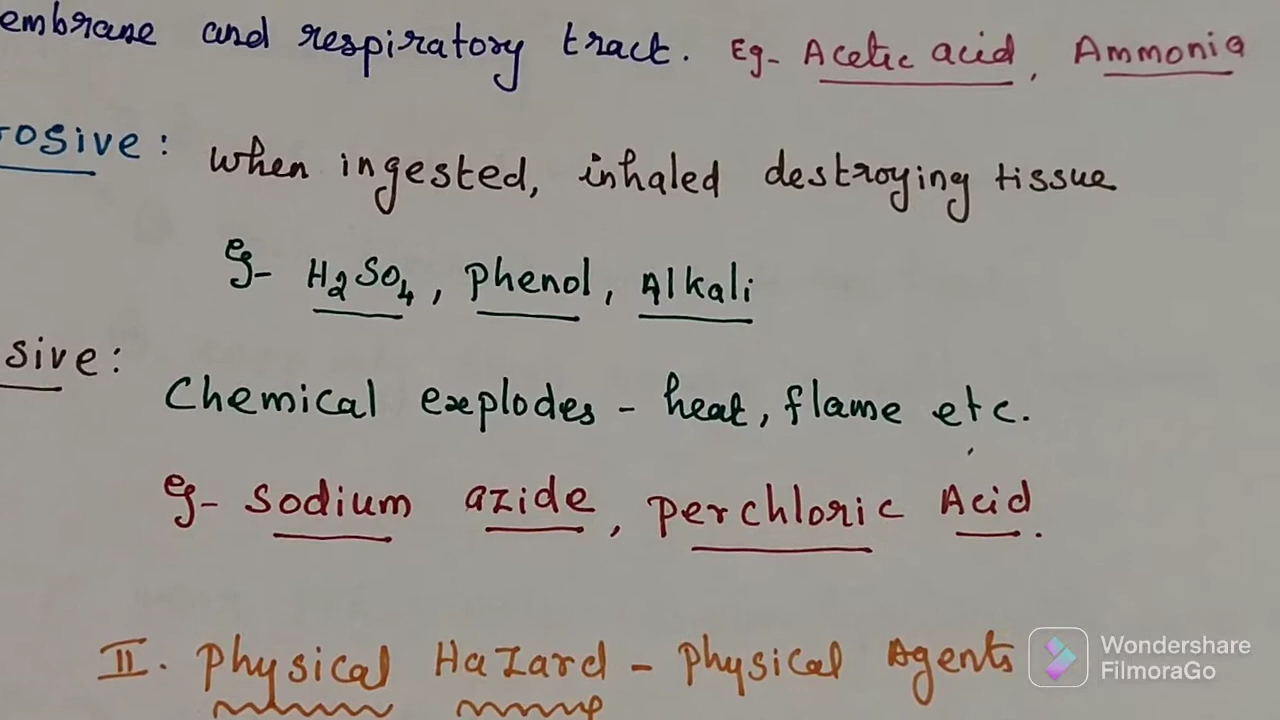 embrane and respiratory tract. Eg- Acetic acid, Ammonia
rosive: When ingested, inhaled destroying tissue
eg- H2SO4, Phenol, Alkali
sive: Chemical explodes - heat, flame etc.
eg- Sodium azide, Perchloric Acid.
II. Physical Hazard - Physical Agents
Wondershare
FilmoraGo